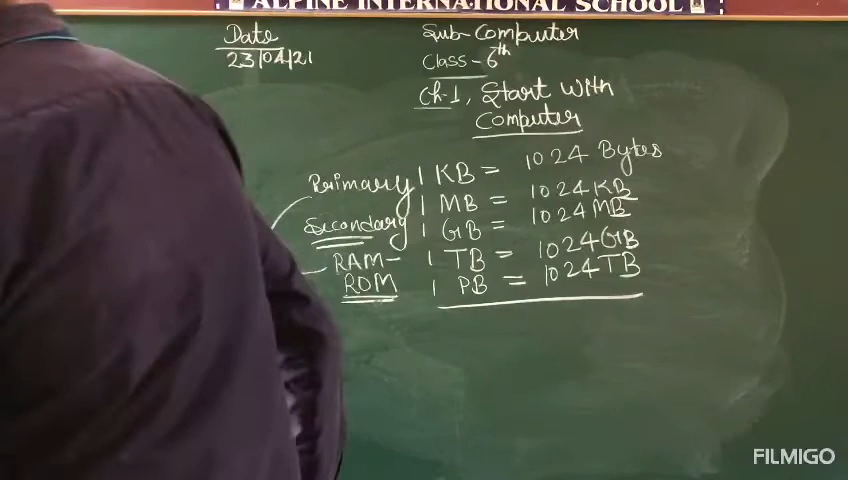 ALPINE INTERNATIONAL SCHOOL
Date
23/04/21
Sub-Computer
Class-6th
Ch-1, Start with
Computer
Primary
Secondary
RAM-
ROM
1 KB = 1024 Bytes
1 MB = 1024 KB
1 GB = 1024 MB
1 TB = 1024 GB
1 PB = 1024 TB
FILMIGO